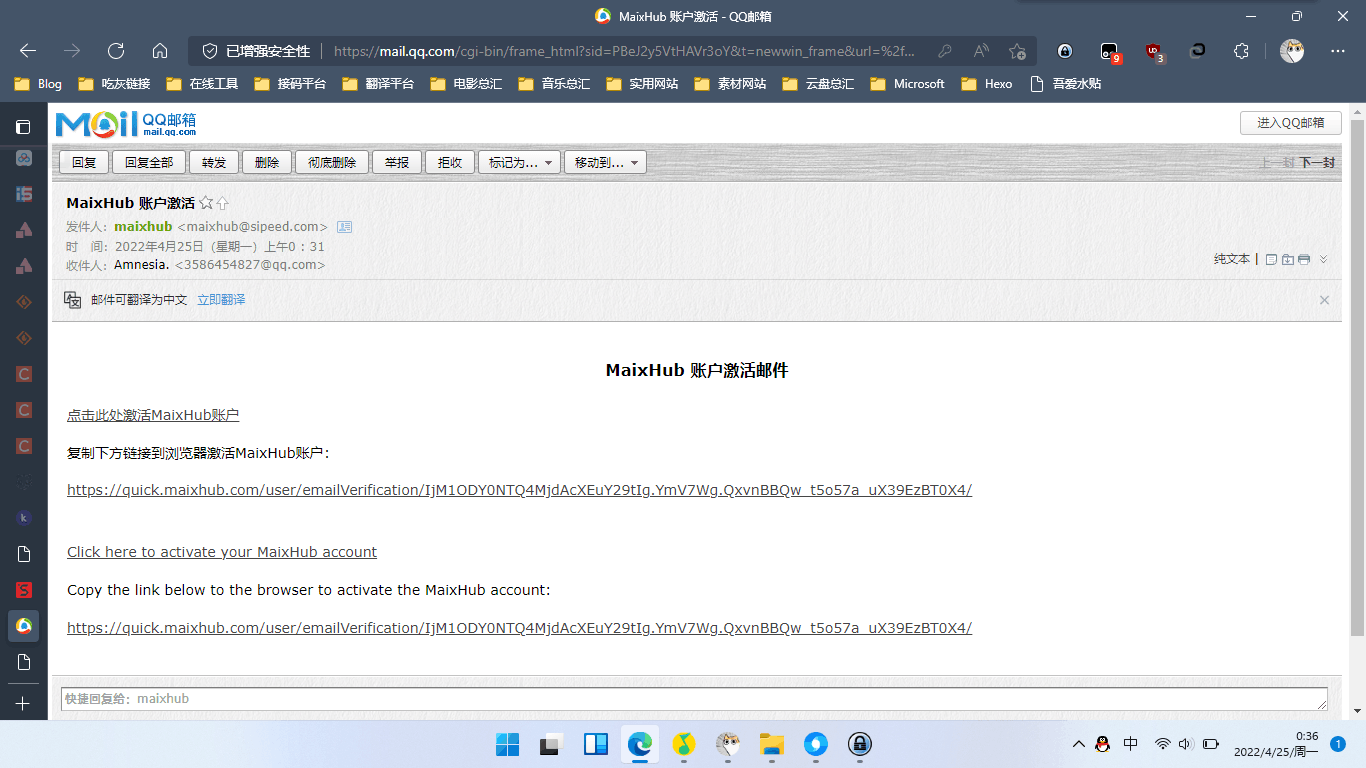 MaixHub 账户激活 - QQ邮箱
已增强安全性
https://mail.qq.com/cgi-bin/frame_html?sid=PBeJ2y5VtHAVr3oY&t=newwin_frame&url=%2f...
9
3
Blog
吃灰链接
在线工具
接码平台
翻译平台
电影总汇
音乐总汇
实用网站
素材网站
云盘总汇
Microsoft
Hexo
吾爱水贴
Mail QQ邮箱
mail.qq.com
进入QQ邮箱
回复
回复全部
转发
删除
彻底删除
举报
拒收
标记为...
移动到...
上一封 下一封
MaixHub 账户激活
发件人：maixhub <maixhub@sipeed.com>
时 间：2022年4月25日（星期一）上午0：31
收件人：Amnesia. <3586454827@qq.com>
纯文本 |
邮件可翻译为中文 立即翻译
MaixHub 账户激活邮件
点击此处激活MaixHub账户
复制下方链接到浏览器激活MaixHub账户：
https://quick.maixhub.com/user/emailVerification/IjM1ODY0NTQ4MjdAcXEuY29tIg.YmV7Wg.QxvnBBQw_t5o57a_uX39EzBT0X4/
Click here to activate your MaixHub account
Copy the link below to the browser to activate the MaixHub account:
https://quick.maixhub.com/user/emailVerification/IjM1ODY0NTQ4MjdAcXEuY29tIg.YmV7Wg.QxvnBBQw_t5o57a_uX39EzBT0X4/
快捷回复给：maixhub
中
0:36
2022/4/25/周一
1